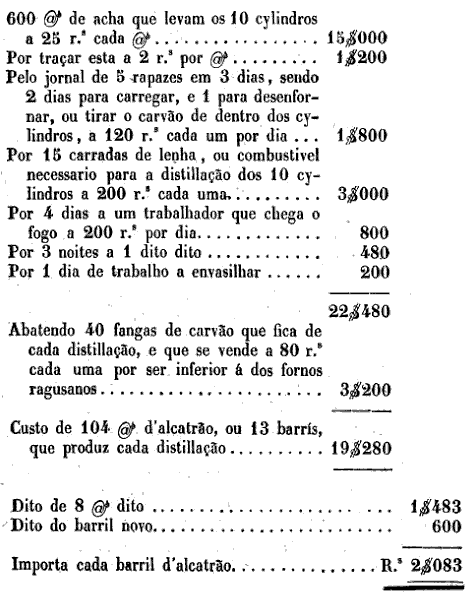 600 @ de acha que levam os 10 cylindros
a 25 r.ˢ cada @................ 15$000
Por traçar esta a 2 r.ˢ por @......... 1$200
Pelo jornal de 5 rapazes em 3 dias, sendo
2 dias para carregar, e 1 para desenfor-
nar, ou tirar o carvão de dentro dos cy-
lindros, a 120 r.ˢ cada um por dia ... 1$800
Por 15 carradas de lenha, ou combustivel
necessario para a distillação dos 10 cy-
lindros a 200 r.ˢ cada uma.......... 3$000
Por 4 dias a um trabalhador que chega o
fogo a 200 r.ˢ por dia............. 800
Por 3 noites a 1 dito dito............ 480
Por 1 dia de trabalho a envasilhar ...... 200
22$480
Abatendo 40 fangas de carvão que fica de
cada distillação, e que se vende a 80 r.ˢ
cada uma por ser inferior á dos fornos
ragusanos...................... 3$200
Custo de 104 @ d'alcatrão, ou 13 barrís,
que produz cada distillação.......... 19$280
Dito de 8 @ dito ........................ 1$483
Dito do barril novo........................ 600
Importa cada barril d'alcatrão............... R.ˢ 2$083